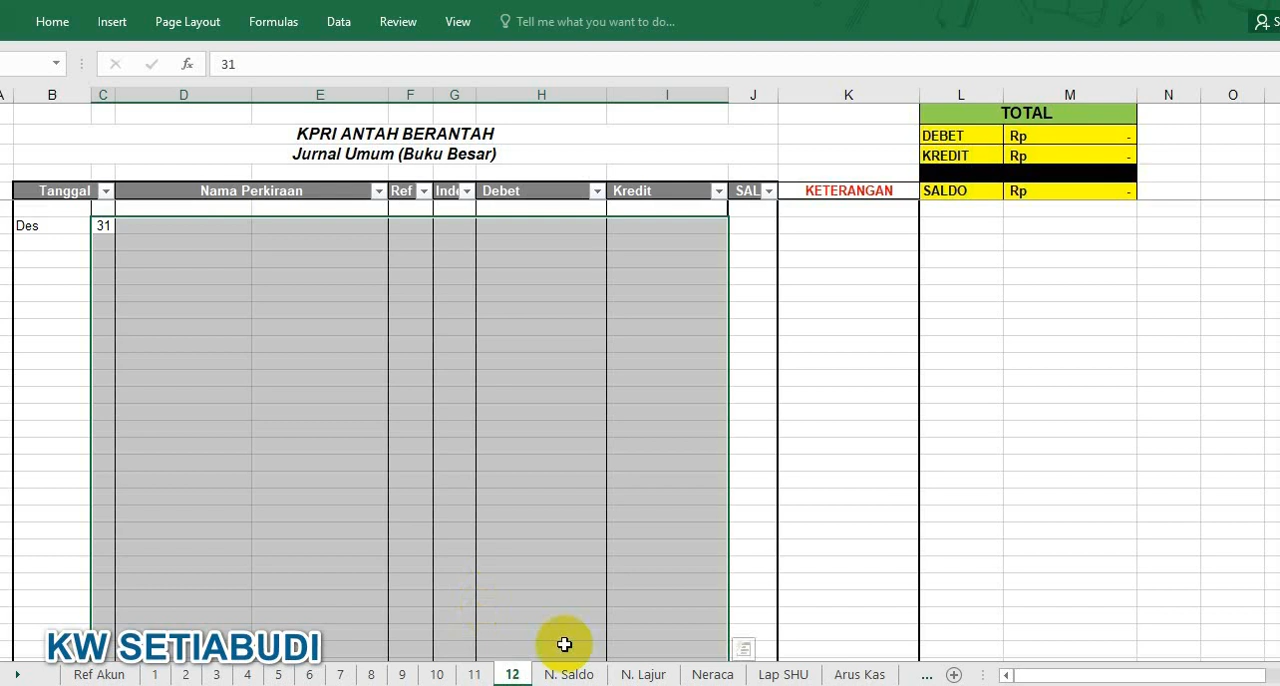 Home Insert Page Layout Formulas Data Review View Tell me what you want to do...
fx 31
B C D E F G H I J K L M N O
TOTAL
KPRI ANTAH BERANTAH
DEBET Rp -
Jurnal Umum (Buku Besar)
KREDIT Rp -
Tanggal Nama Perkiraan Ref Inde Debet Kredit SAL KETERANGAN SALDO Rp -
Des 31
KW SETIABUDI
Ref Akun 1 2 3 4 5 6 7 8 9 10 11 12 N. Saldo N. Lajur Neraca Lap SHU Arus Kas ...